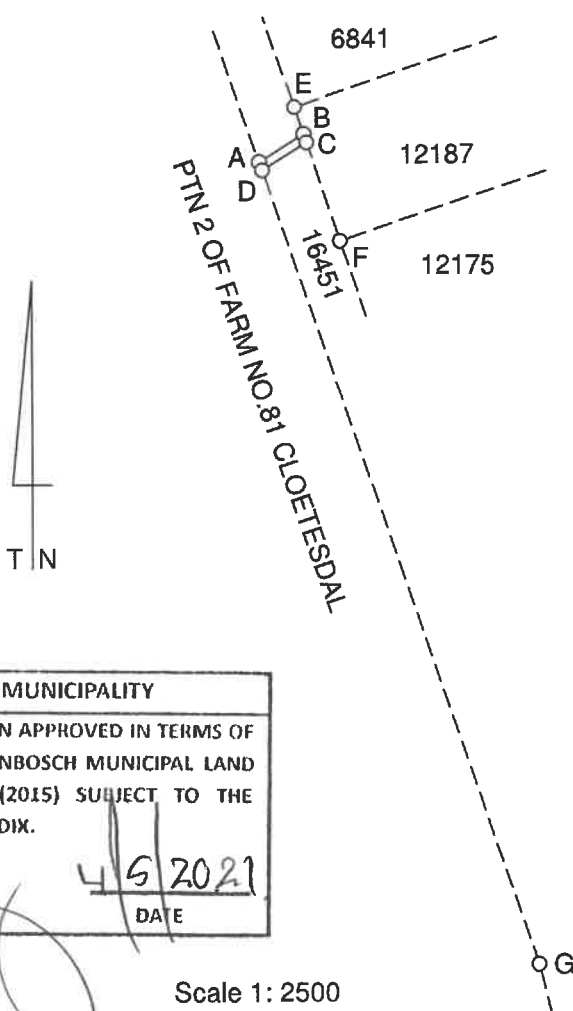 6841
E
B
C
A
D
12187
F
12175
16451
PTN 2 OF FARM NO.81 CLOETESDAL
T N
MUNICIPALITY
N APPROVED IN TERMS OF
NBOSCH MUNICIPAL LAND
(2015) SUBJECT TO THE
DIX.
4/5/2021
DATE
G
Scale 1: 2500